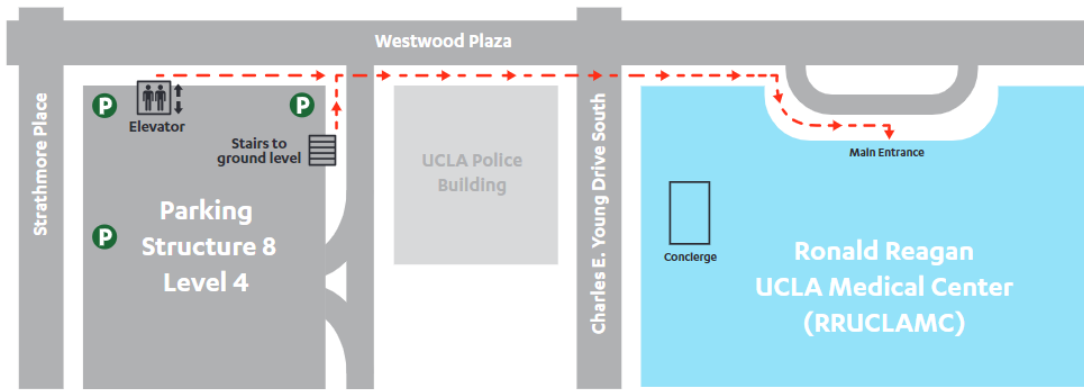 Westwood Plaza
Strathmore Place
P
Elevator
P
Stairs to
ground level
P
Parking
Structure 8
Level 4
UCLA Police
Building
Charles E. Young Drive South
Main Entrance
Concierge
Ronald Reagan
UCLA Medical Center
(RRUCLAMC)